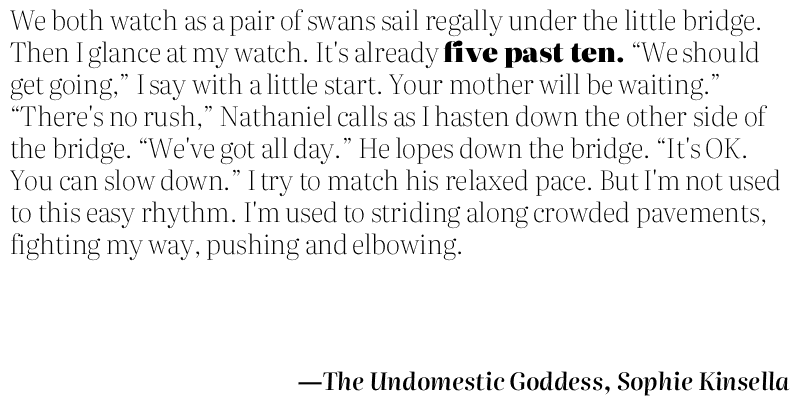 We both watch as a pair of swans sail regally under the little bridge.
Then I glance at my watch. It's already five past ten. “We should
get going,” I say with a little start. Your mother will be waiting.”
“There's no rush,” Nathaniel calls as I hasten down the other side of
the bridge. “We've got all day.” He lopes down the bridge. “It's OK.
You can slow down.” I try to match his relaxed pace. But I'm not used
to this easy rhythm. I'm used to striding along crowded pavements,
fighting my way, pushing and elbowing.
—The Undomestic Goddess, Sophie Kinsella